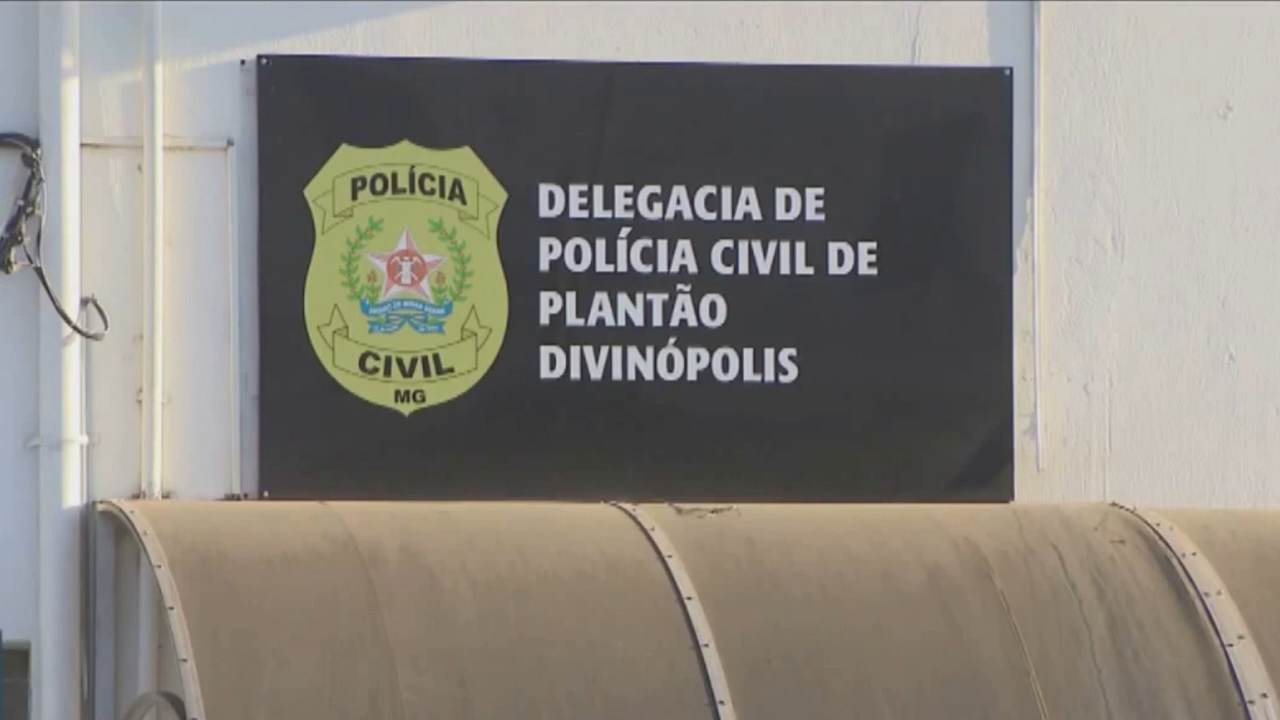 POLÍCIA
CIVIL
MG
DELEGACIA DE
POLÍCIA CIVIL DE
PLANTÃO
DIVINÓPOLIS